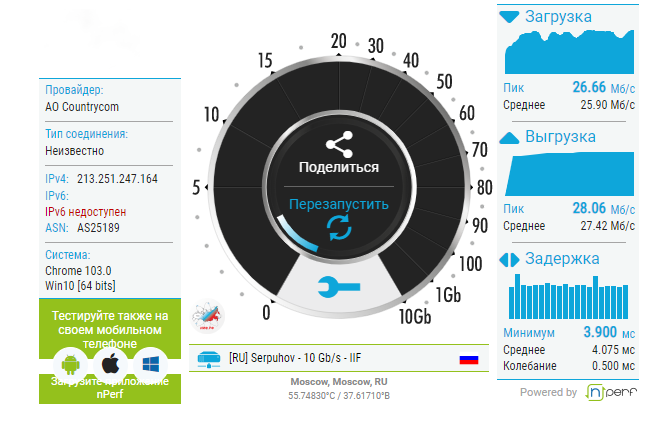 Провайдер:
АО Countrycom
Тип соединения:
Неизвестно
IPv4: 213.251.247.164
IPv6:
IPv6 недоступен
ASN: AS25189
Система:
Chrome 103.0
Win10 [64 bits]
Тестируйте также на
своем мобильном
телефоне
Загрузите приложение
nPerf
0
5
10
15
20
30
40
50
60
70
80
90
100
1Gb
10Gb
Поделиться
Перезапустить
[RU] Serpuhov - 10 Gb/s - IIF
Moscow, Moscow, RU
55.74830°C / 37.61710°В
Загрузка
Пик 26.66 Мб/с
Среднее 25.90 Мб/с
Выгрузка
Пик 28.06 Мб/с
Среднее 27.42 Мб/с
Задержка
Минимум 3.900 мс
Среднее 4.075 мс
Колебание 0.500 мс
Powered by nperf